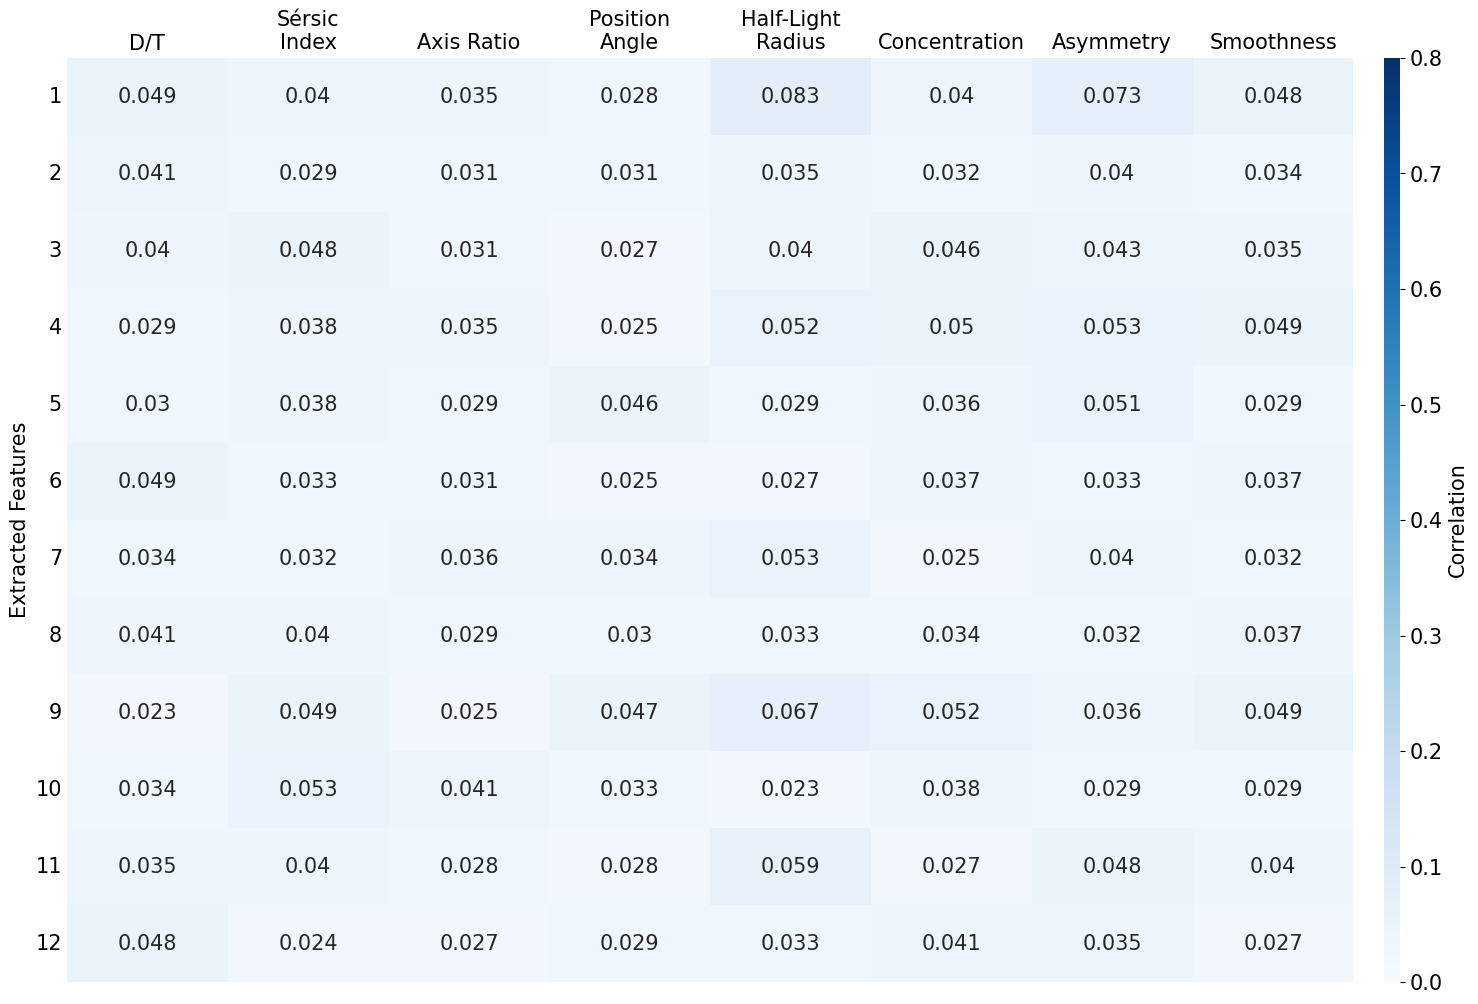 D/T Sérsic Index Axis Ratio Position Angle Half-Light Radius Concentration Asymmetry Smoothness
1 0.049 0.04 0.035 0.028 0.083 0.04 0.073 0.048
2 0.041 0.029 0.031 0.031 0.035 0.032 0.04 0.034
3 0.04 0.048 0.031 0.027 0.04 0.046 0.043 0.035
4 0.029 0.038 0.035 0.025 0.052 0.05 0.053 0.049
5 0.03 0.038 0.029 0.046 0.029 0.036 0.051 0.029
6 0.049 0.033 0.031 0.025 0.027 0.037 0.033 0.037
7 0.034 0.032 0.036 0.034 0.053 0.025 0.04 0.032
8 0.041 0.04 0.029 0.03 0.033 0.034 0.032 0.037
9 0.023 0.049 0.025 0.047 0.067 0.052 0.036 0.049
10 0.034 0.053 0.041 0.033 0.023 0.038 0.029 0.029
11 0.035 0.04 0.028 0.028 0.059 0.027 0.048 0.04
12 0.048 0.024 0.027 0.029 0.033 0.041 0.035 0.027
Extracted Features
0.8
0.7
0.6
0.5
0.4
0.3
0.2
0.1
0.0
Correlation